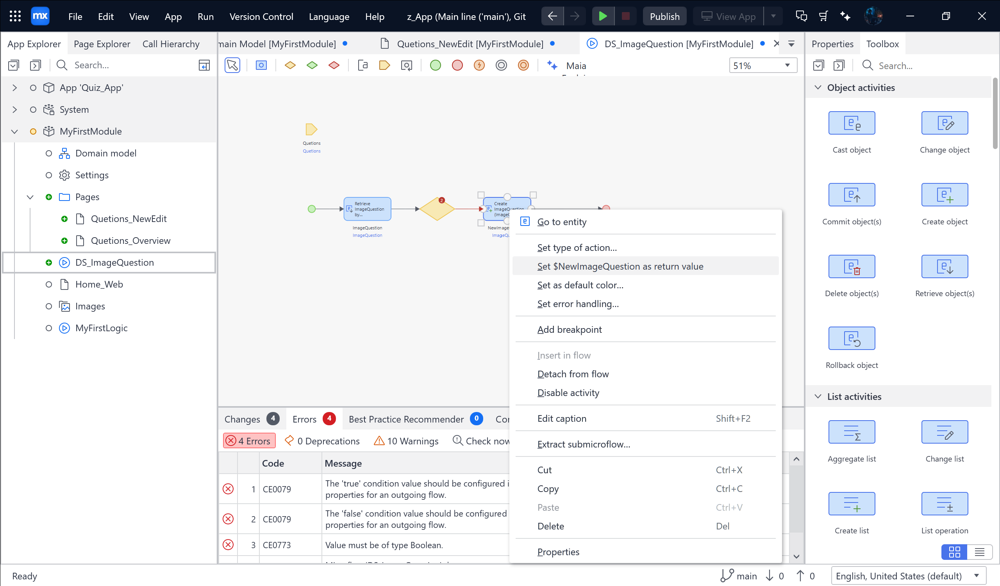 mx
File
Edit
View
App
Run
Version Control
Language
Help
z_App (Main line ('main'), Git
Publish
View App
App Explorer
Page Explorer
Call Hierarchy
main Model [MyFirstModule]
Quetions_NewEdit [MyFirstModule]
DS_ImageQuestion [MyFirstModule]
Properties
Toolbox
Search...
Maia
51%
Search...
App 'Quiz_App'
System
MyFirstModule
Domain model
Settings
Pages
Quetions_NewEdit
Quetions_Overview
DS_ImageQuestion
Home_Web
Images
MyFirstLogic
Quetions
Quetions
Retrieve
ImageQuestion
by...
ImageQuestion
ImageQuestion
2
Create
ImageQuestion
(ImageQ
NewImage
ImageQu
Go to entity
Set type of action...
Set $NewImageQuestion as return value
Set as default color...
Set error handling...
Add breakpoint
Insert in flow
Detach from flow
Disable activity
Edit caption Shift+F2
Extract submicroflow...
Cut Ctrl+X
Copy Ctrl+C
Paste Ctrl+V
Delete Del
Properties
Object activities
Cast object
Change object
Commit object(s)
Create object
Delete object(s)
Retrieve object(s)
Rollback object
List activities
Aggregate list
Change list
Create list
List operation
Changes 4
Errors 4
Best Practice Recommender 0
Cor
4 Errors
0 Deprecations
10 Warnings
Check now
Code
Message
1 CE0079 The 'true' condition value should be configured i
properties for an outgoing flow.
2 CE0079 The 'false' condition value should be configured
properties for an outgoing flow.
3 CE0773 Value must be of type Boolean.
Ready
main
0
0
English, United States (default)